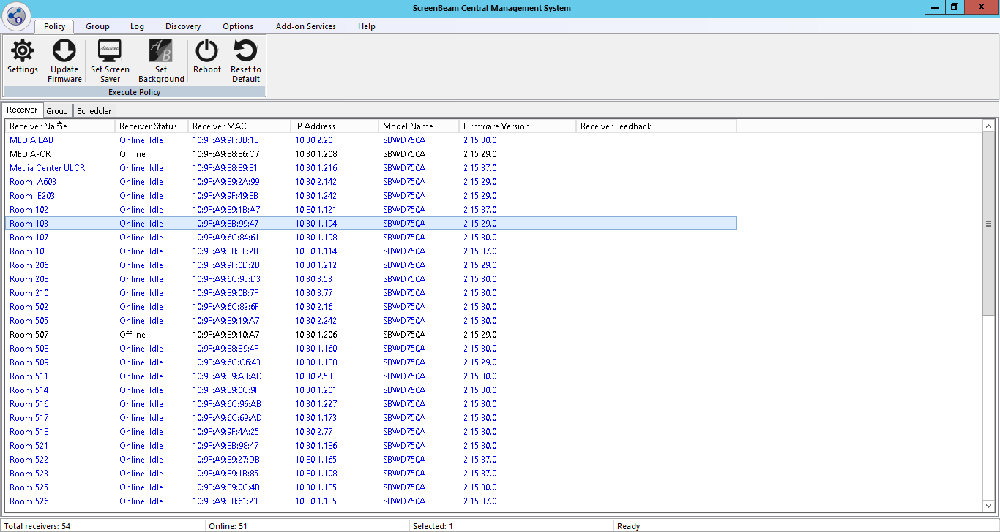 ScreenBeam Central Management System
Policy Group Log Discovery Options Add-on Services Help
Settings Update Firmware Set Screen Saver Set Background Reboot Reset to Default
Execute Policy
Receiver Group Scheduler
Receiver Name Receiver Status Receiver MAC IP Address Model Name Firmware Version Receiver Feedback
MEDIA LAB Online: Idle 10:9F:A9:9F:3B:1B 10.30.2.20 SBWD750A 2.15.30.0
MEDIA-CR Offline 10:9F:A9:E8:E6:C7 10.30.1.208 SBWD750A 2.15.29.0
Media Center ULCR Online: Idle 10:9F:A9:E8:E9:E1 10.30.1.216 SBWD750A 2.15.37.0
Room  A603 Online: Idle 10:9F:A9:E9:2A:99 10.30.2.142 SBWD750A 2.15.29.0
Room  E203 Online: Idle 10:9F:A9:9F:49:EB 10.30.1.242 SBWD750A 2.15.29.0
Room 102 Online: Idle 10:9F:A9:E9:1B:A7 10.80.1.121 SBWD750A 2.15.37.0
Room 103 Online: Idle 10:9F:A9:8B:99:47 10.30.1.194 SBWD750A 2.15.29.0
Room 107 Online: Idle 10:9F:A9:6C:84:61 10.30.1.198 SBWD750A 2.15.30.0
Room 108 Online: Idle 10:9F:A9:E8:FF:2B 10.80.1.114 SBWD750A 2.15.37.0
Room 206 Online: Idle 10:9F:A9:9F:0D:2B 10.30.1.212 SBWD750A 2.15.29.0
Room 208 Online: Idle 10:9F:A9:6C:95:D3 10.30.3.53 SBWD750A 2.15.30.0
Room 210 Online: Idle 10:9F:A9:E9:0B:7F 10.30.3.77 SBWD750A 2.15.30.0
Room 502 Online: Idle 10:9F:A9:6C:82:6F 10.30.2.16 SBWD750A 2.15.30.0
Room 505 Online: Idle 10:9F:A9:E9:19:A7 10.30.2.242 SBWD750A 2.15.30.0
Room 507 Offline 10:9F:A9:E9:10:A7 10.30.1.206 SBWD750A 2.15.29.0
Room 508 Online: Idle 10:9F:A9:E8:B9:4F 10.30.1.160 SBWD750A 2.15.30.0
Room 509 Online: Idle 10:9F:A9:6C:C6:43 10.30.1.188 SBWD750A 2.15.29.0
Room 511 Online: Idle 10:9F:A9:E9:A8:AD 10.30.2.53 SBWD750A 2.15.30.0
Room 514 Online: Idle 10:9F:A9:E9:0C:9F 10.30.1.201 SBWD750A 2.15.30.0
Room 516 Online: Idle 10:9F:A9:6C:96:AB 10.30.1.227 SBWD750A 2.15.30.0
Room 517 Online: Idle 10:9F:A9:6C:69:AD 10.30.1.173 SBWD750A 2.15.30.0
Room 518 Online: Idle 10:9F:A9:9F:4A:25 10.30.2.77 SBWD750A 2.15.30.0
Room 521 Online: Idle 10:9F:A9:8B:98:47 10.30.1.186 SBWD750A 2.15.30.0
Room 522 Online: Idle 10:9F:A9:E9:27:DB 10.80.1.165 SBWD750A 2.15.37.0
Room 523 Online: Idle 10:9F:A9:E9:1B:85 10.80.1.108 SBWD750A 2.15.37.0
Room 525 Online: Idle 10:9F:A9:E9:0C:4B 10.30.1.185 SBWD750A 2.15.30.0
Room 526 Online: Idle 10:9F:A9:E8:61:23 10.80.1.185 SBWD750A 2.15.37.0
Total receivers: 54 Online: 51 Selected: 1 Ready